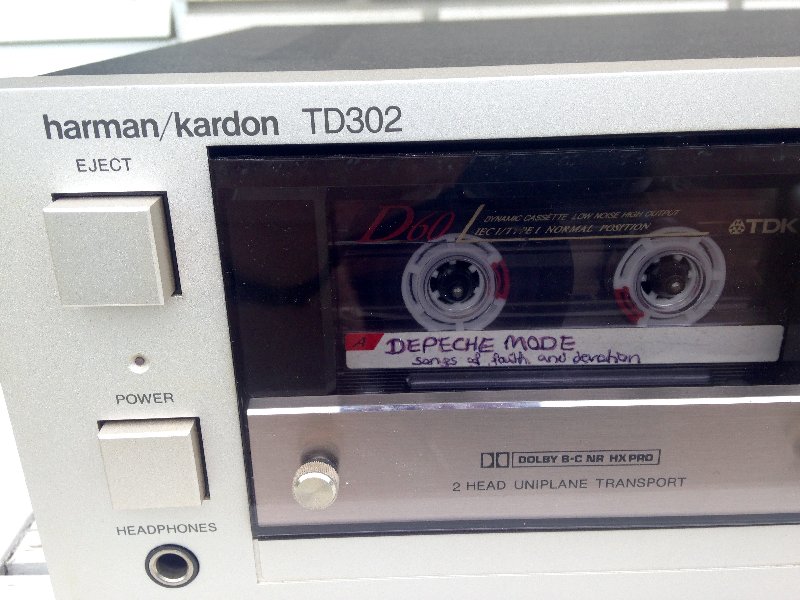 harman/kardon TD302
EJECT
D60 DYNAMIC CASSETTE LOW NOISE HIGH OUTPUT
IEC I/TYPE I NORMAL POSITION
TDK
A DEPECHE MODE
songs of faith and devotion
POWER
DOLBY B-C NR HX PRO
2 HEAD UNIPLANE TRANSPORT
HEADPHONES